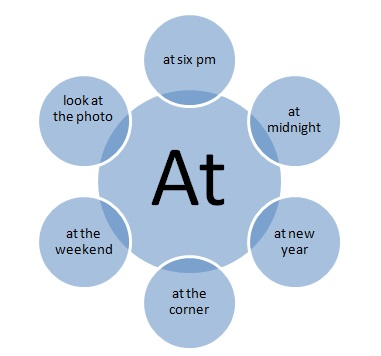 at six pm
look at
the photo
at
midnight
At
at the
weekend
at new
year
at the
corner